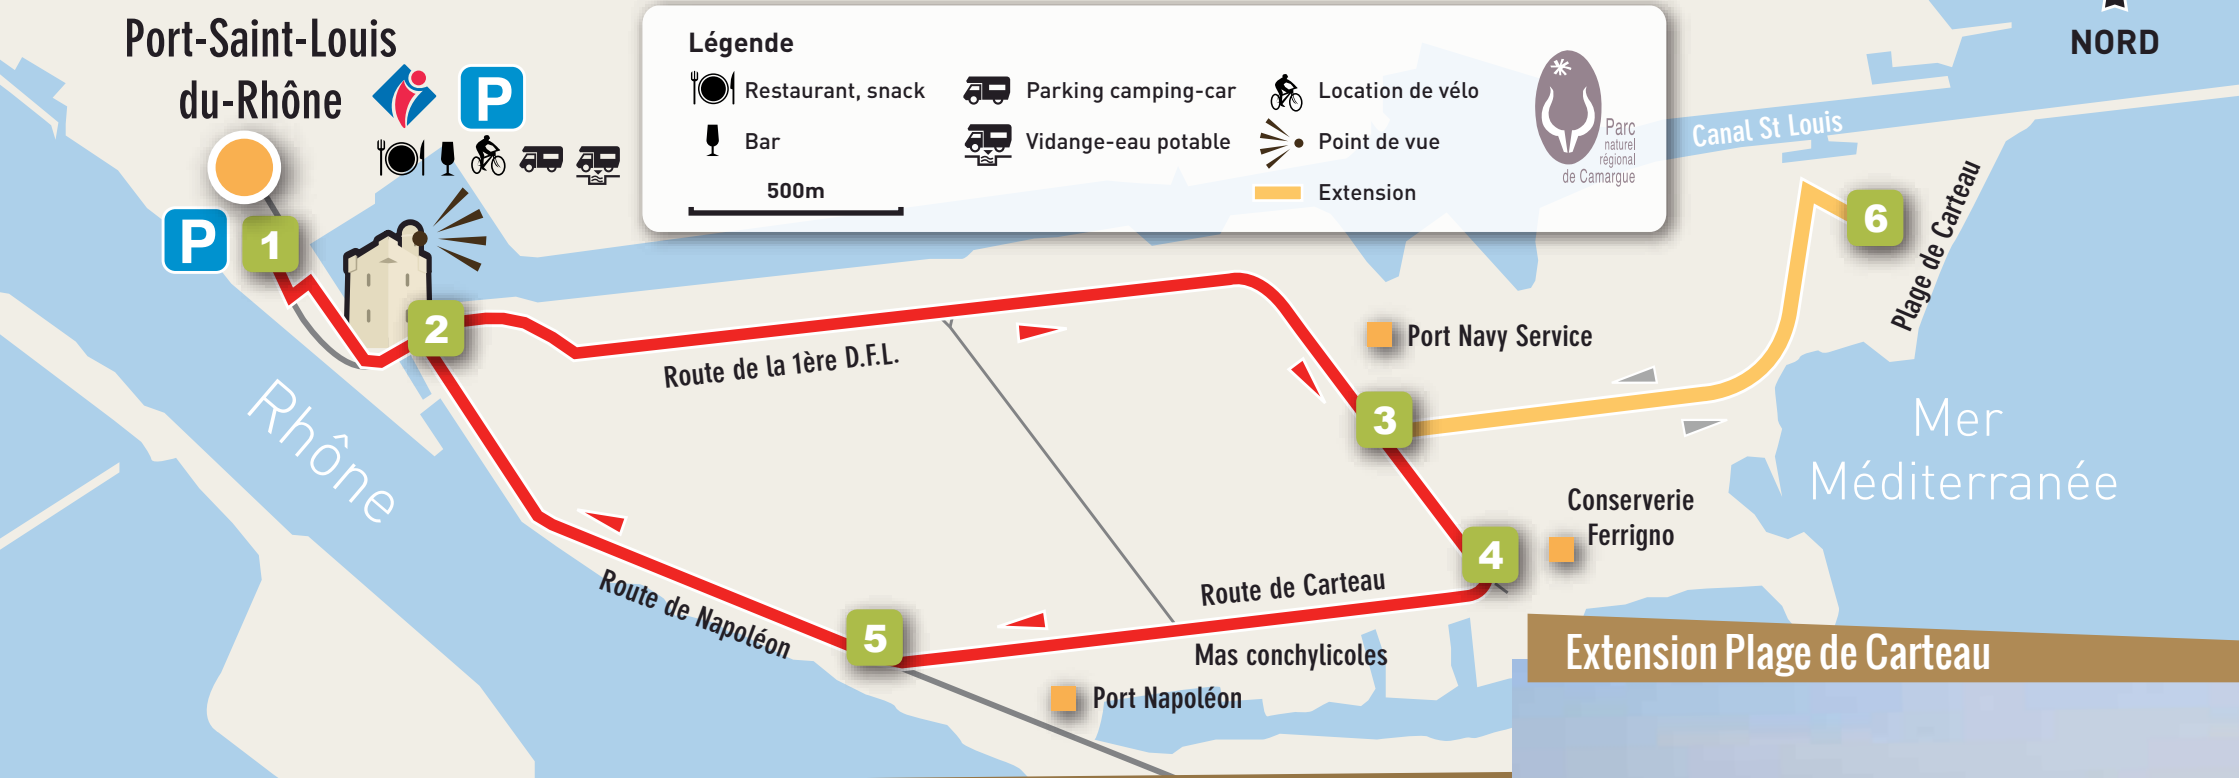 Port-Saint-Louis
du-Rhône
P
P
Légende
Restaurant, snack
Bar
500m
Parking camping-car
Vidange-eau potable
Location de vélo
Point de vue
Extension
Parc
naturel
régional
de Camargue
NORD
Canal St Louis
Plage de Carteau
1
2
3
4
5
6
Route de la 1ère D.F.L.
Port Navy Service
Rhône
Mer
Méditerranée
Conserverie
Ferrigno
Route de Carteau
Route de Napoléon
Mas conchylicoles
Port Napoléon
Extension Plage de Carteau